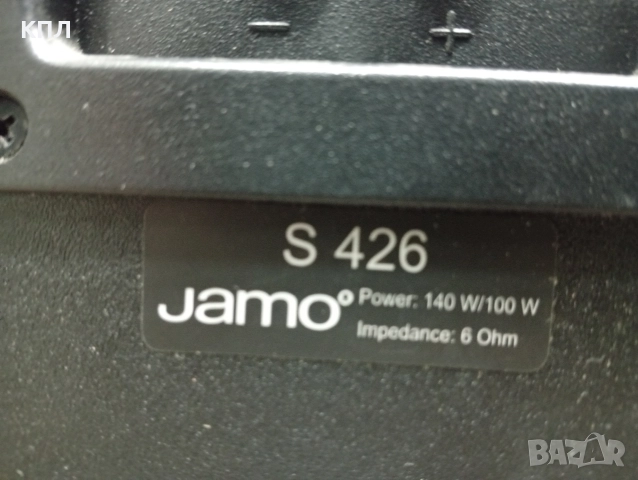 КПЛ
− +
S 426
Jamo
Power: 140 W/100 W
Impedance: 6 Ohm
BAZAR